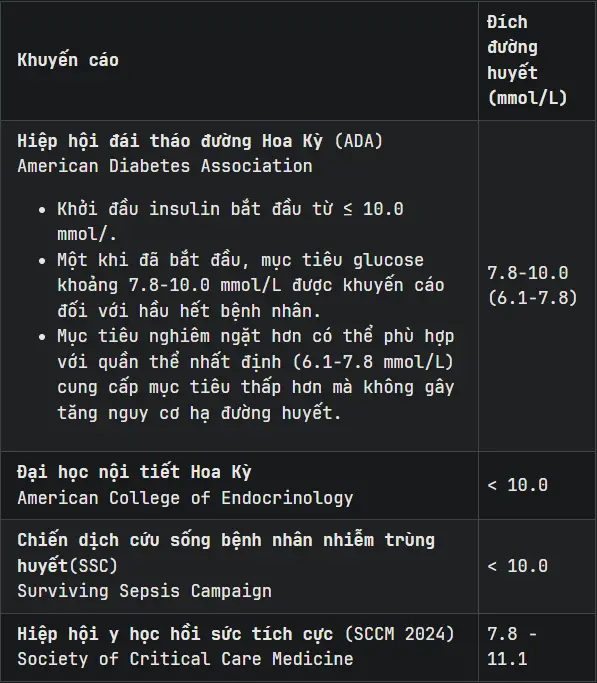 Khuyến cáo
Đích
đường
huyết
(mmol/L)
Hiệp hội đái tháo đường Hoa Kỳ (ADA)
American Diabetes Association
• Khởi đầu insulin bắt đầu từ ≤ 10.0
mmol/.
• Một khi đã bắt đầu, mục tiêu glucose
khoảng 7.8-10.0 mmol/L được khuyến cáo
đối với hầu hết bệnh nhân.
• Mục tiêu nghiêm ngặt hơn có thể phù hợp
với quần thể nhất định (6.1-7.8 mmol/L)
cung cấp mục tiêu thấp hơn mà không gây
tăng nguy cơ hạ đường huyết.
7.8-10.0
(6.1-7.8)
Đại học nội tiết Hoa Kỳ
American College of Endocrinology
< 10.0
Chiến dịch cứu sống bệnh nhân nhiễm trùng
huyết(SSC)
Surviving Sepsis Campaign
< 10.0
Hiệp hội y học hồi sức tích cực (SCCM 2024)
Society of Critical Care Medicine
7.8 -
11.1